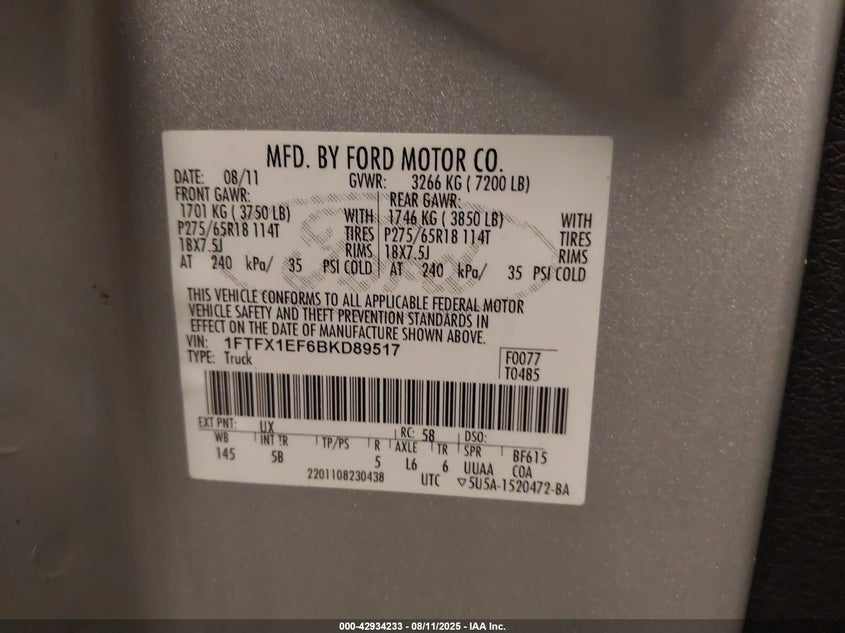 MFD. BY FORD MOTOR CO.
DATE: 08/11 GVWR: 3266 KG ( 7200 LB)
FRONT GAWR: REAR GAWR:
1701 KG ( 3750 LB) WITH 1746 KG ( 3850 LB) WITH
P275/65R18 114T TIRES P275/65R18 114T TIRES
18X7.5J RIMS 18X7.5J RIMS
AT 240 kPa/ 35 PSI COLD AT 240 kPa/ 35 PSI COLD
THIS VEHICLE CONFORMS TO ALL APPLICABLE FEDERAL MOTOR
VEHICLE SAFETY AND THEFT PREVENTION STANDARDS IN
EFFECT ON THE DATE OF MANUFACTURE SHOWN ABOVE.
VIN: 1FTFX1EF6BKD89517
TYPE: Truck
F0077
T0485
EXT PNT: UX RC: 58 DSO:
WB INT TR TP/PS R AXLE TR SPR BF615
145 5B 5 L6 6 UUAA COA
2201108230438 UTC ▽5U5A-1520472-BA
000-42934233 - 08/11/2025 - IAA Inc.